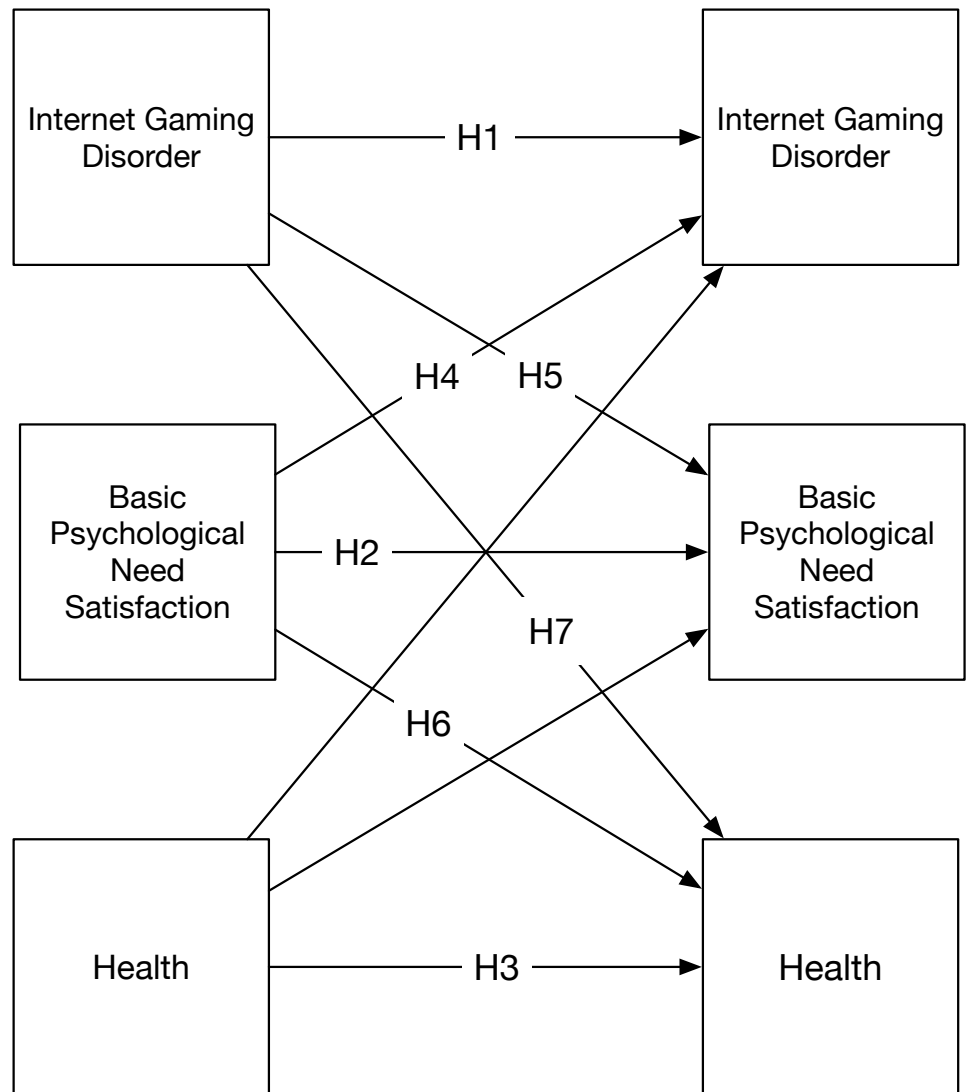 Internet Gaming
Disorder
H1
Internet Gaming
Disorder
H4
H5
Basic
Psychological
Need
Satisfaction
H2
Basic
Psychological
Need
Satisfaction
H7
H6
Health
H3
Health